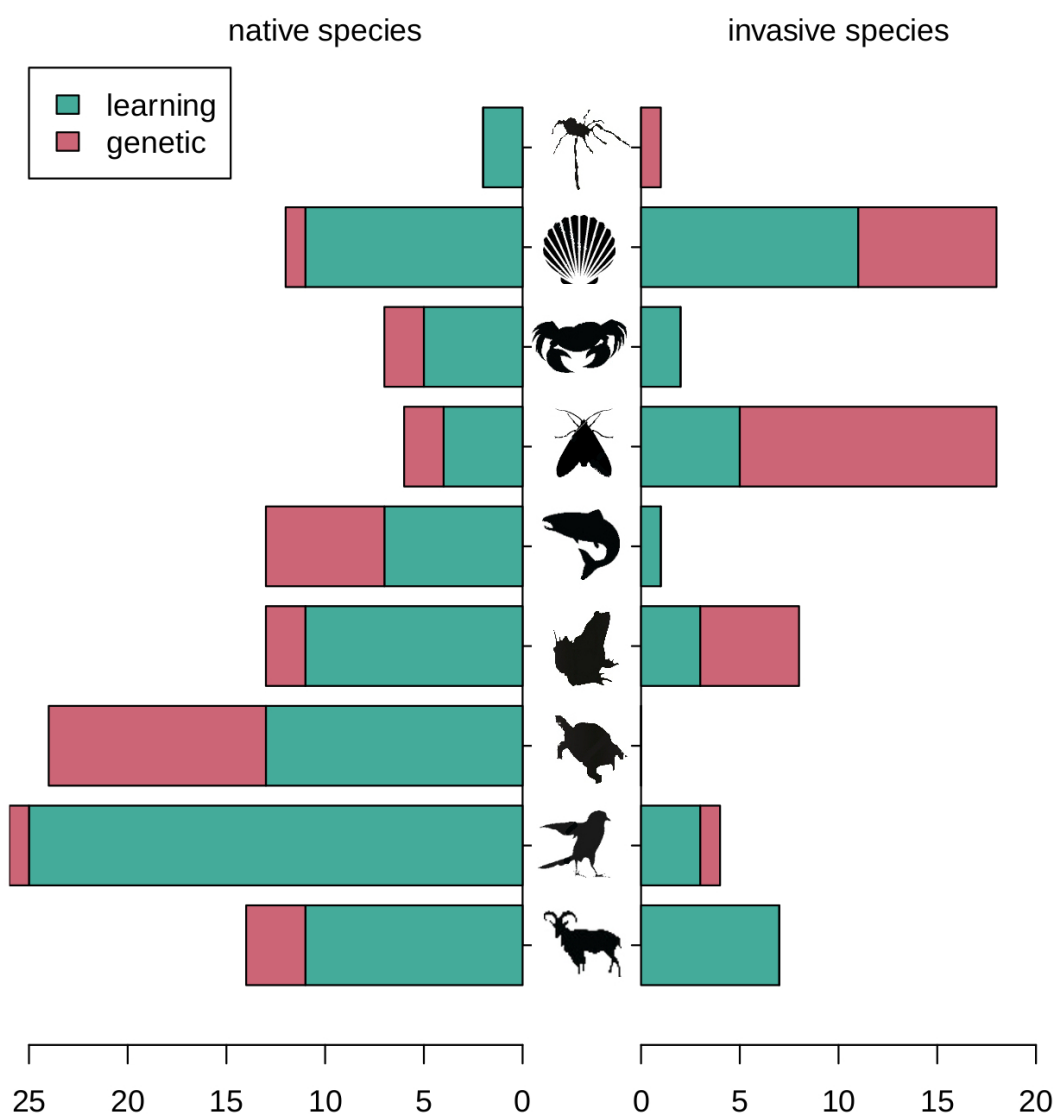 native species
invasive species
learning
genetic
25 20 15 10 5 0
0 5 10 15 20